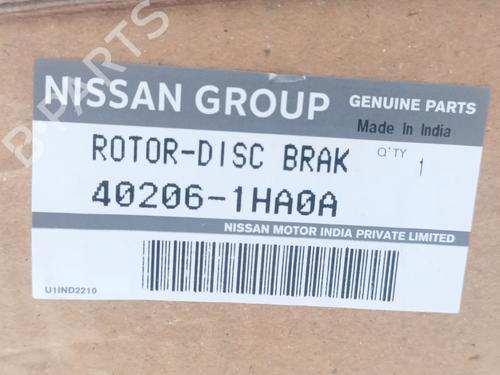 B-PARTS
NISSAN GROUP
GENUINE PARTS
Made In India
ROTOR-DISC BRAK
Q'TY
1
40206-1HA0A
NISSAN MOTOR INDIA PRIVATE LIMITED
U1IND2210